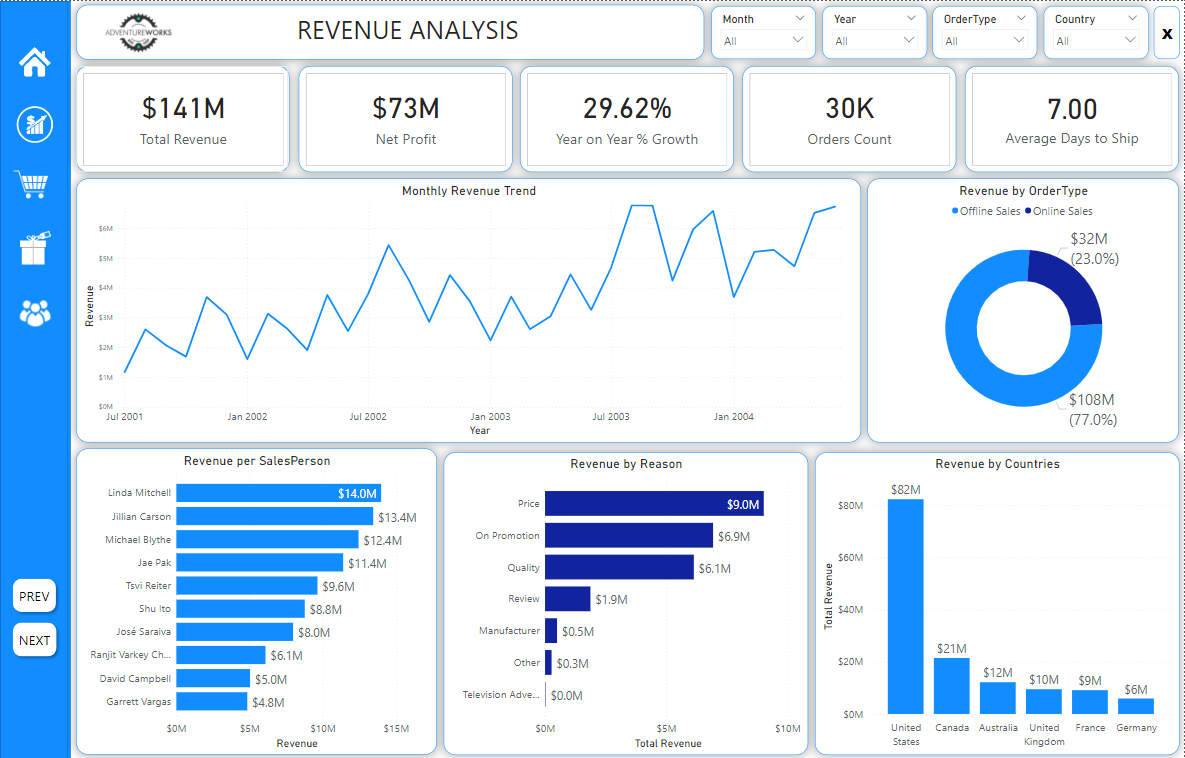 ADVENTUREWORKS
REVENUE ANALYSIS
Month
All
Year
All
OrderType
All
Country
All
x
$141M
Total Revenue
$73M
Net Profit
29.62%
Year on Year % Growth
30K
Orders Count
7.00
Average Days to Ship
Monthly Revenue Trend
Revenue
$6M
$5M
$4M
$3M
$2M
$1M
$0M
Jul 2001
Jan 2002
Jul 2002
Jan 2003
Jul 2003
Jan 2004
Year
Revenue by OrderType
Offline Sales
Online Sales
$32M
(23.0%)
$108M
(77.0%)
PREV
NEXT
Revenue per SalesPerson
Linda Mitchell $14.0M
Jillian Carson $13.4M
Michael Blythe $12.4M
Jae Pak $11.4M
Tsvi Reiter $9.6M
Shu Ito $8.8M
José Saraiva $8.0M
Ranjit Varkey Ch... $6.1M
David Campbell $5.0M
Garrett Vargas $4.8M
$0M $5M $10M $15M
Revenue
Revenue by Reason
Price $9.0M
On Promotion $6.9M
Quality $6.1M
Review $1.9M
Manufacturer $0.5M
Other $0.3M
Television Adve... $0.0M
$0M $5M $10M
Total Revenue
Revenue by Countries
Total Revenue
$80M
$60M
$40M
$20M
$0M
$82M
$21M
$12M
$10M
$9M
$6M
United States
Canada
Australia
United Kingdom
France
Germany